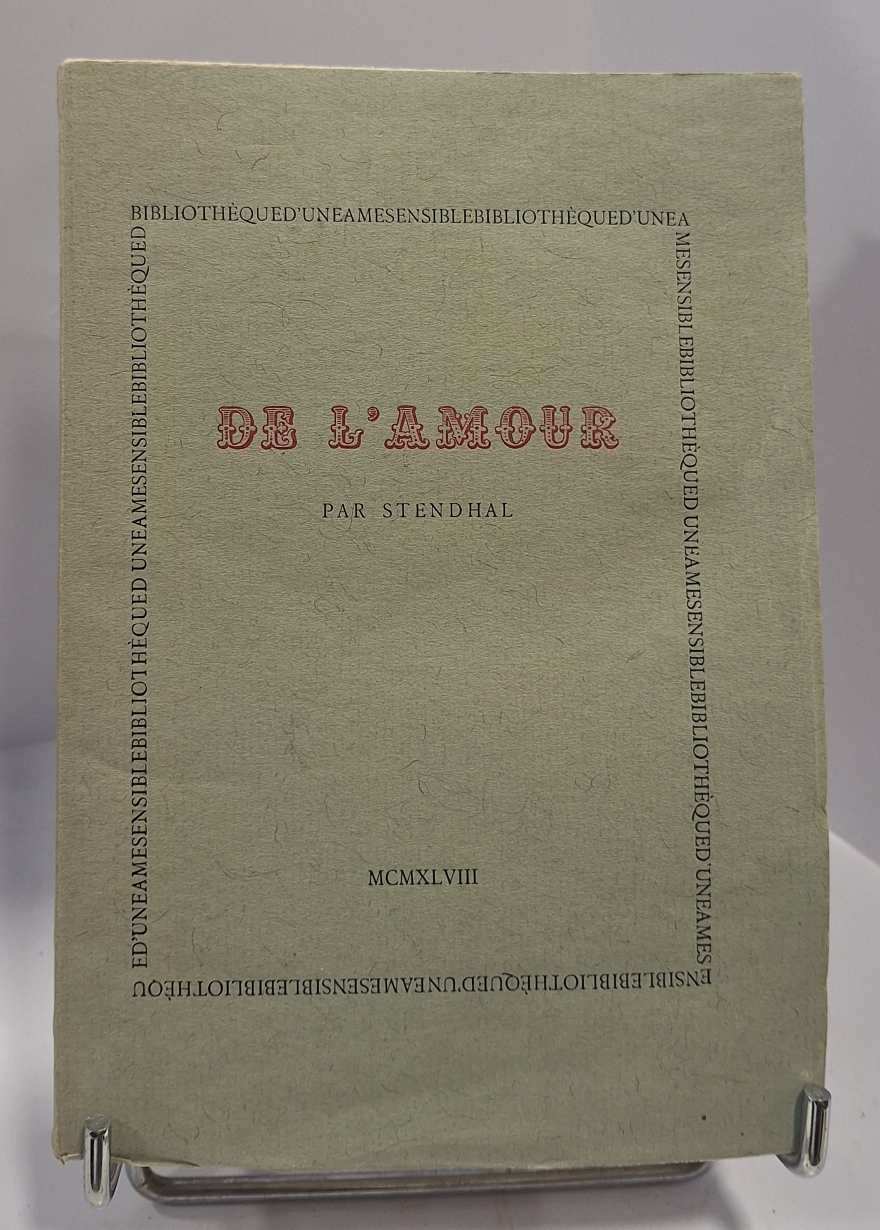 BIBLIOTHÈQUED'UNEAMESENSIBLEBIBLIOTHÈQUED'UNEA
MESENSIBLEBIBLIOTHÈQUED UNEAMESENSIBLEBIBLIOTHÈQUED'UNEAMES
ENSIBLEBIBLIOTHÈQUED'UNEAMESENSIBLEBIBLIOTHÈQU
ED'UNEAMESENSIBLEBIBLIOTHÈQUED UNEAMESENSIBLEBIBLIOTHÈQUED
DE L'AMOUR
PAR STENDHAL
MCMXLVIII